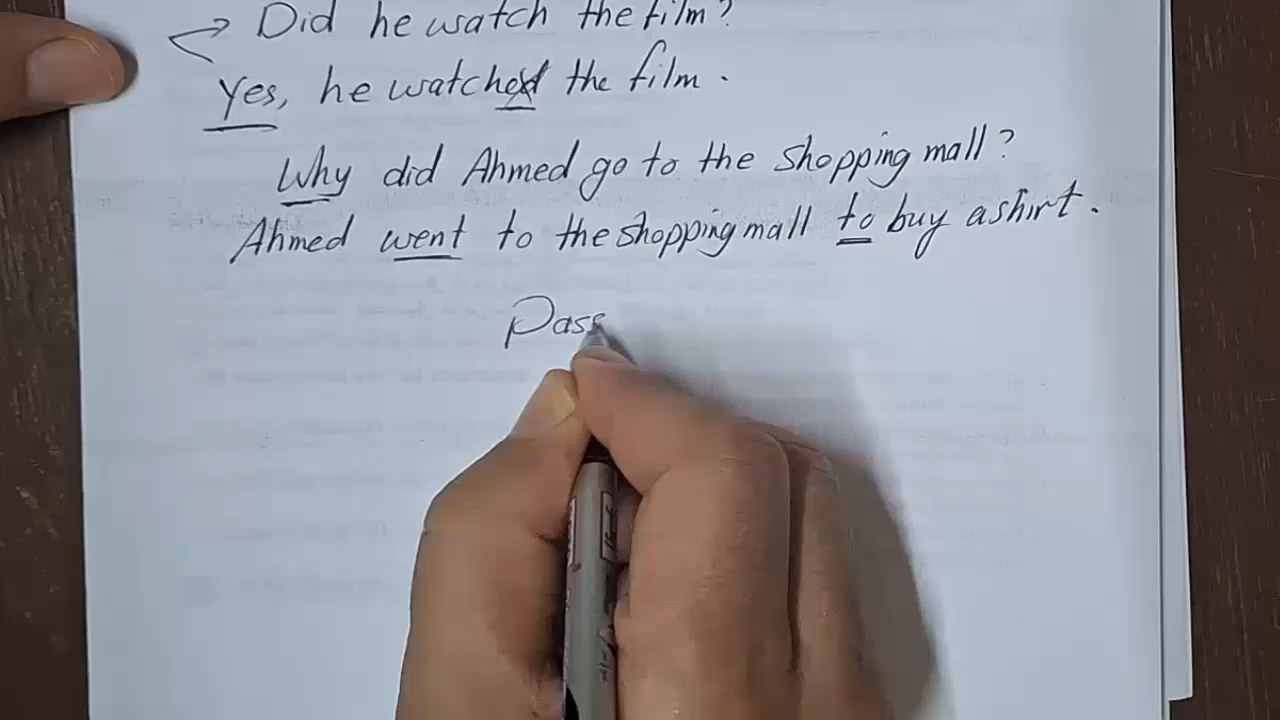 Did he watch the film?
Yes, he watched the film.
Why did Ahmed go to the shopping mall?
Ahmed went to the shopping mall to buy a shirt.
Pass